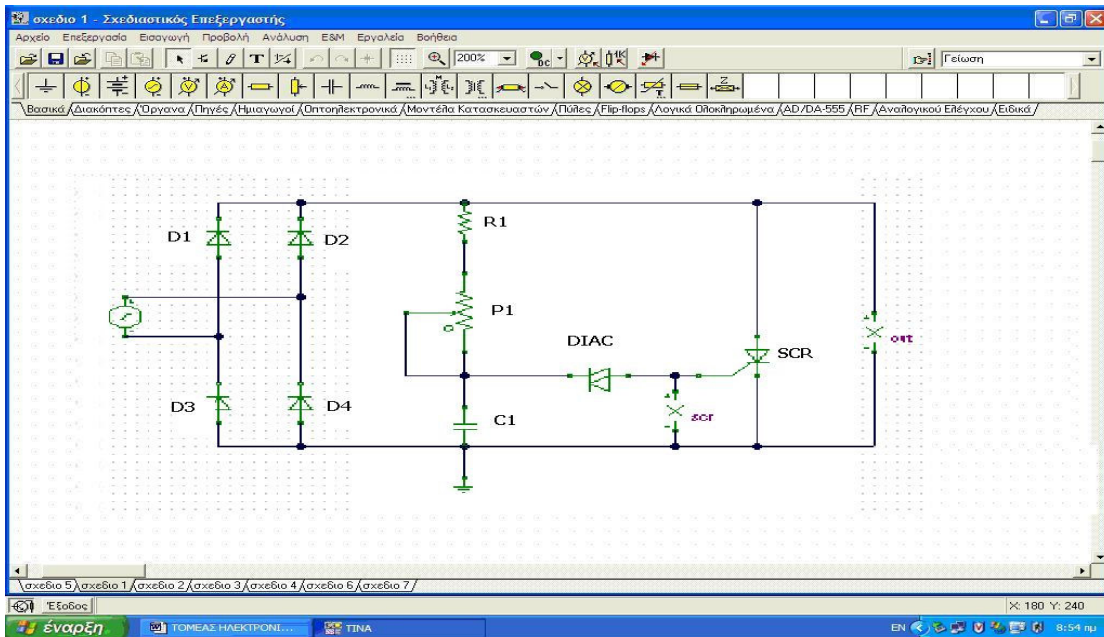 σχεδιο 1 - Σχεδιαστικός Επεξεργαστής
Αρχείο Επεξεργασία Εισαγωγή Προβολή Ανάλυση Ε&Μ Εργαλεία Βοήθεια
200% DC Γείωση
Βασικά Διακόπτες Όργανα Πηγές Ημιαγωγοί Οπτοηλεκτρονικά Μοντέλα Κατασκευαστών Πύλες Flip-flops Λογικά Ολοκληρωμένα AD/DA-555 RF Αναλογικού Ελέγχου Ειδικά
R1
D1
D2
P1
DIAC
SCR
out
D3
D4
C1
scr
σχεδιο 5 σχεδιο 1 σχεδιο 2 σχεδιο 3 σχεδιο 4 σχεδιο 6 σχεδιο 7
Έξοδος X: 180 Y: 240
έναρξη ΤΟΜΕΑΣ ΗΛΕΚΤΡΟΝΙ... TINA EN 8:54 πμ